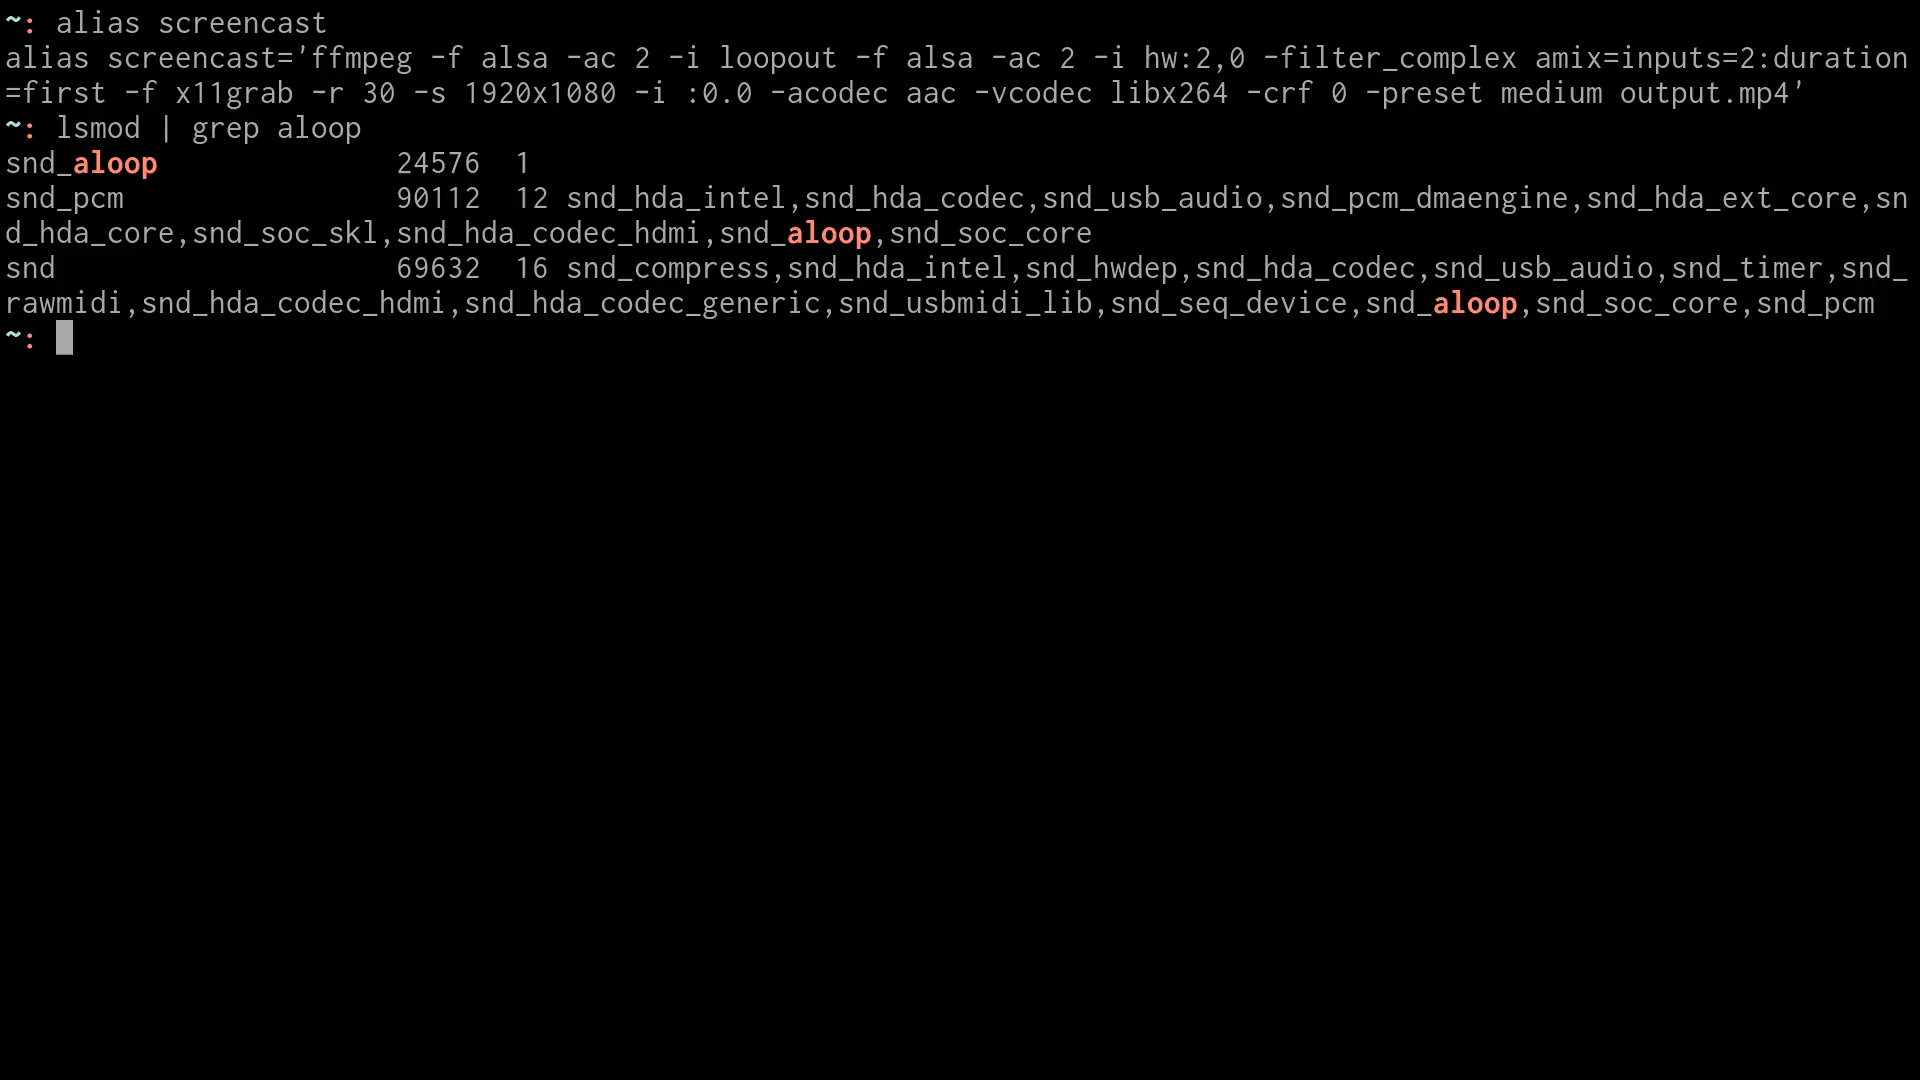 ~: alias screencast
alias screencast='ffmpeg -f alsa -ac 2 -i loopout -f alsa -ac 2 -i hw:2,0 -filter_complex amix=inputs=2:duration
=first -f x11grab -r 30 -s 1920x1080 -i :0.0 -acodec aac -vcodec libx264 -crf 0 -preset medium output.mp4'
~: lsmod | grep aloop
snd_aloop              24576  1
snd_pcm                90112  12 snd_hda_intel,snd_hda_codec,snd_usb_audio,snd_pcm_dmaengine,snd_hda_ext_core,sn
d_hda_core,snd_soc_skl,snd_hda_codec_hdmi,snd_aloop,snd_soc_core
snd                    69632  16 snd_compress,snd_hda_intel,snd_hwdep,snd_hda_codec,snd_usb_audio,snd_timer,snd_
rawmidi,snd_hda_codec_hdmi,snd_hda_codec_generic,snd_usbmidi_lib,snd_seq_device,snd_aloop,snd_soc_core,snd_pcm
~: